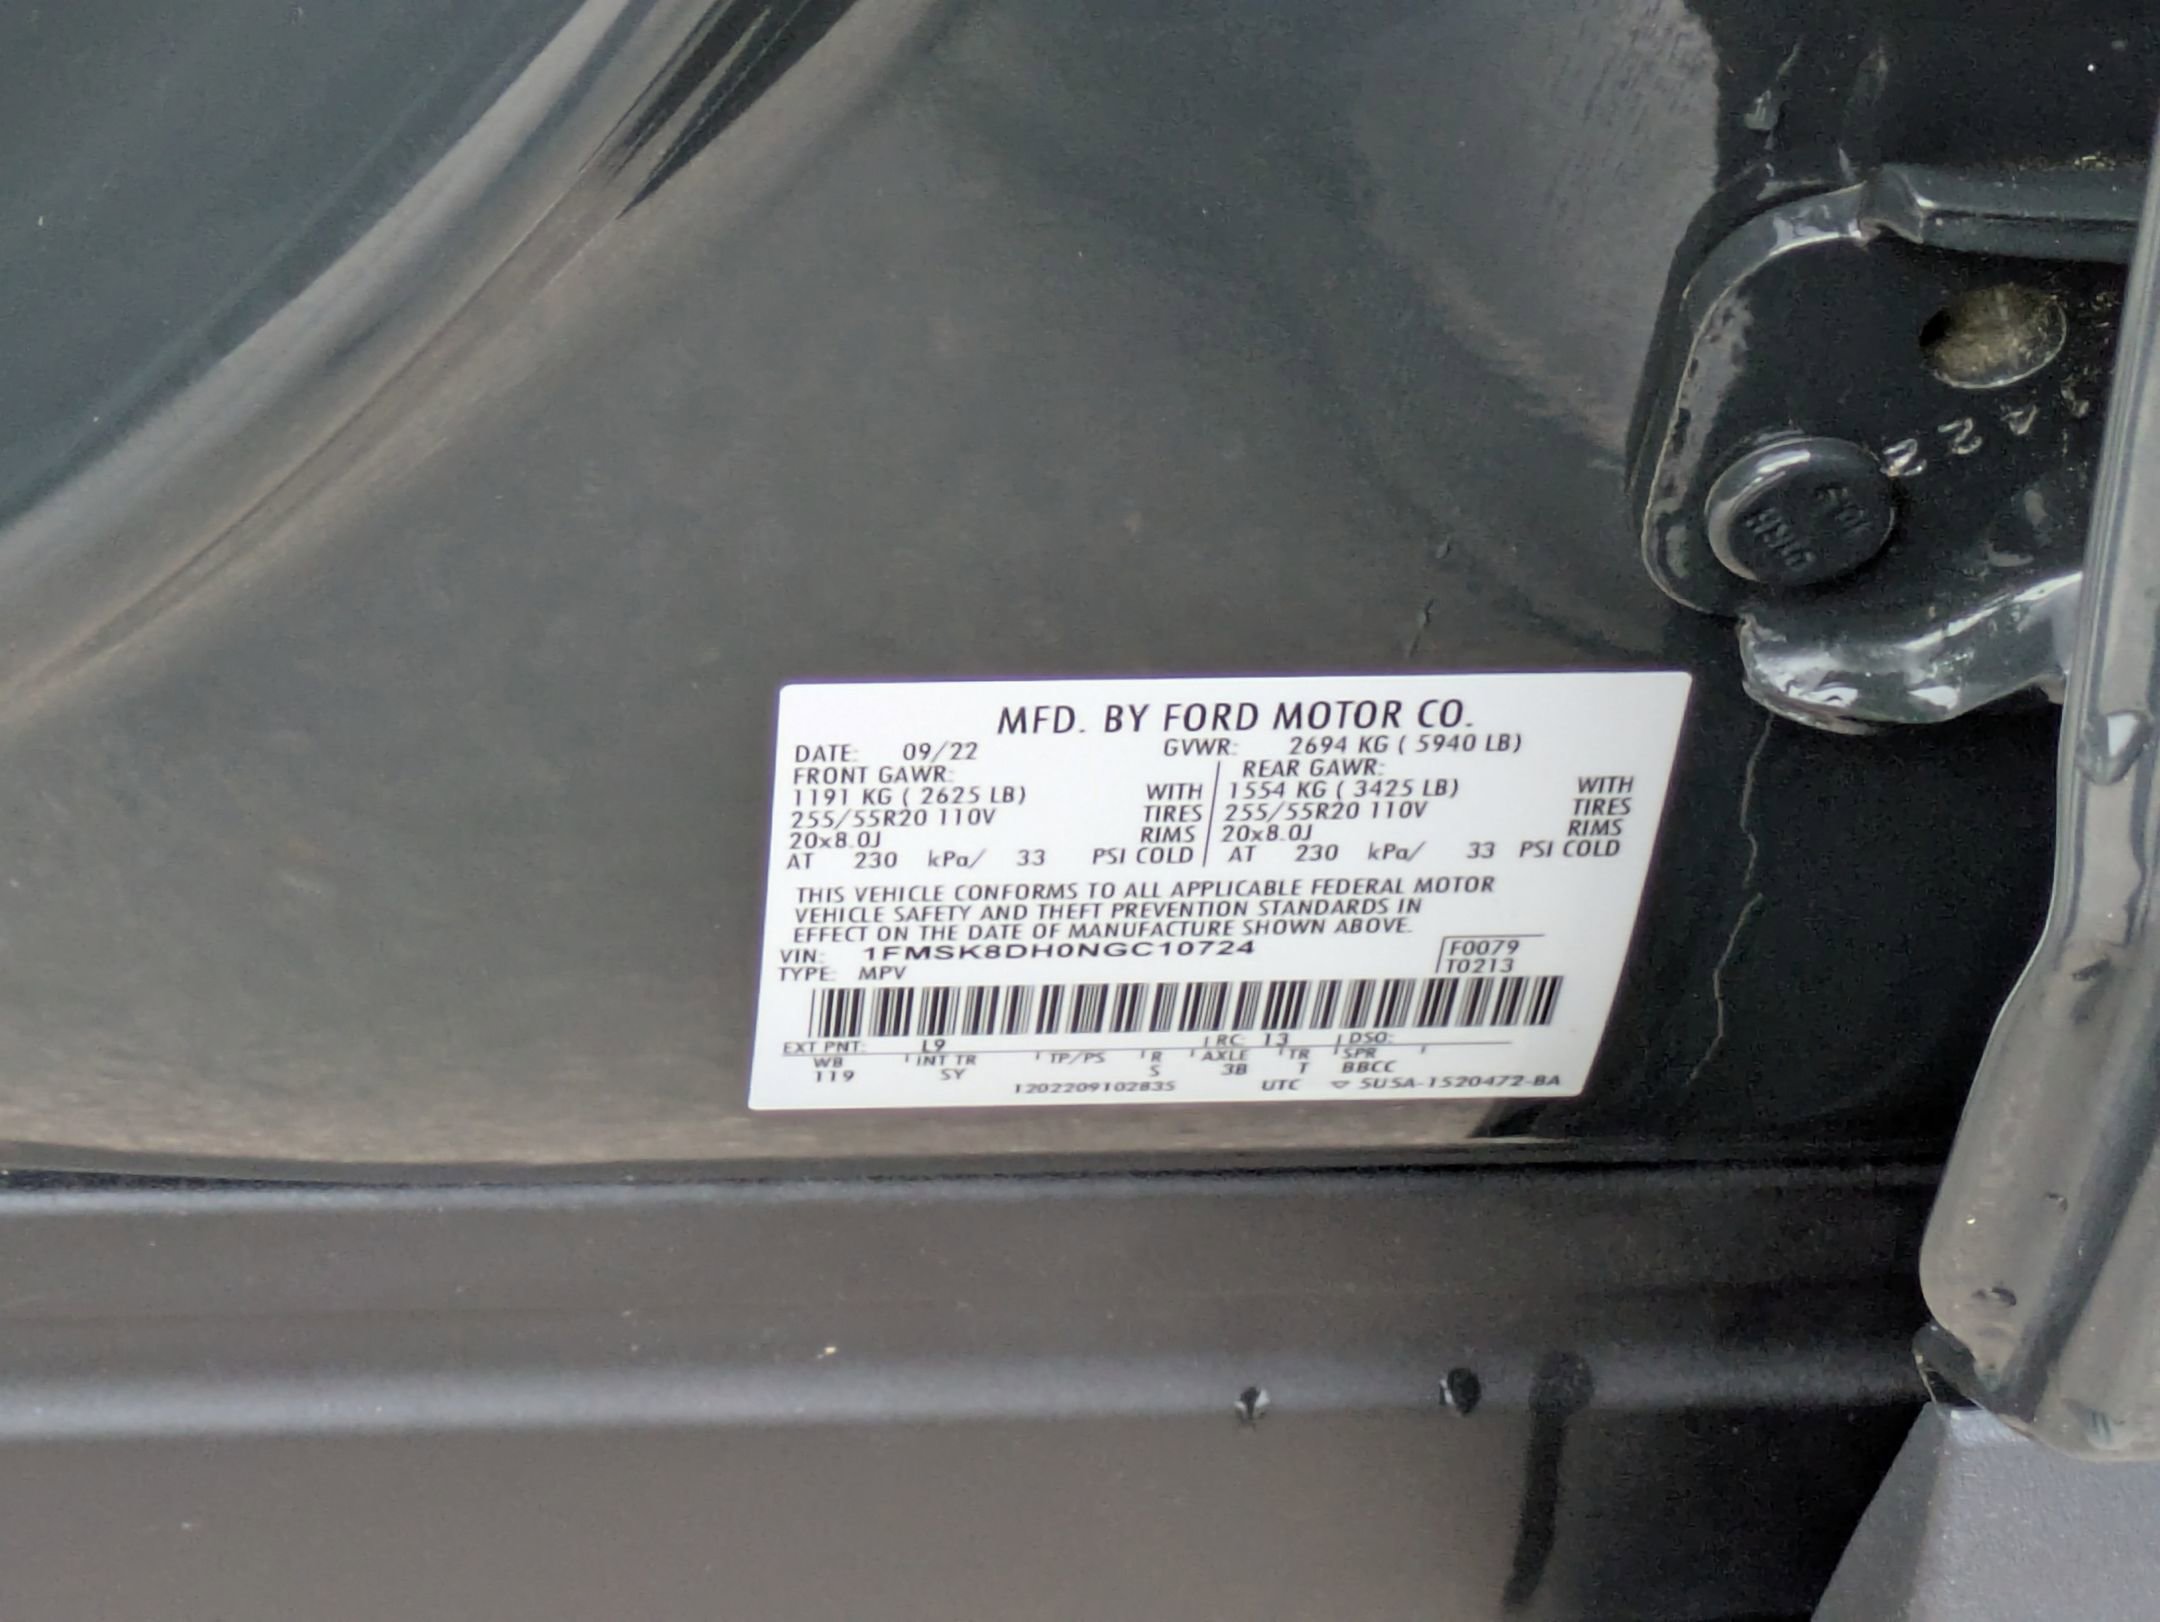 MFD. BY FORD MOTOR CO.
DATE: 09/22 GVWR: 2694 KG ( 5940 LB)
FRONT GAWR: REAR GAWR:
1191 KG ( 2625 LB) WITH 1554 KG ( 3425 LB) WITH
255/55R20 110V TIRES 255/55R20 110V TIRES
20x8.0J RIMS 20x8.0J RIMS
AT 230 kPa/ 33 PSI COLD AT 230 kPa/ 33 PSI COLD
THIS VEHICLE CONFORMS TO ALL APPLICABLE FEDERAL MOTOR
VEHICLE SAFETY AND THEFT PREVENTION STANDARDS IN
EFFECT ON THE DATE OF MANUFACTURE SHOWN ABOVE.
VIN: 1FMSK8DH0NGC10724 F0079
TYPE: MPV T0213
EXT PNT: L9 RC: 13 DSO:
WB INT TR TP/PS R AXLE TR SPR
119 SY S 3B T BBCC
1202209102835 UTC ▽ 5U5A-1520472-BA